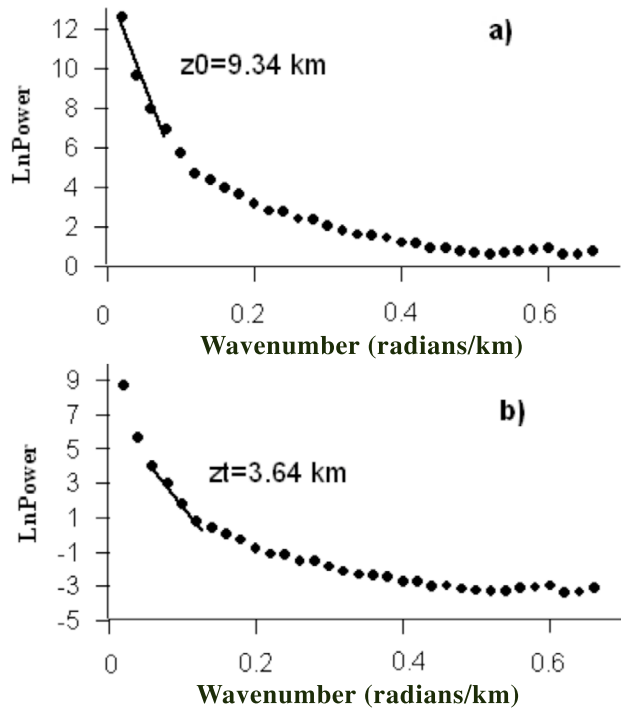 a)
z0=9.34 km
LnPower
12
10
8
6
4
2
0
0 0.2 0.4 0.6
Wavenumber (radians/km)
b)
zt=3.64 km
LnPower
9
7
5
3
1
-1
-3
-5
0 0.2 0.4 0.6
Wavenumber (radians/km)